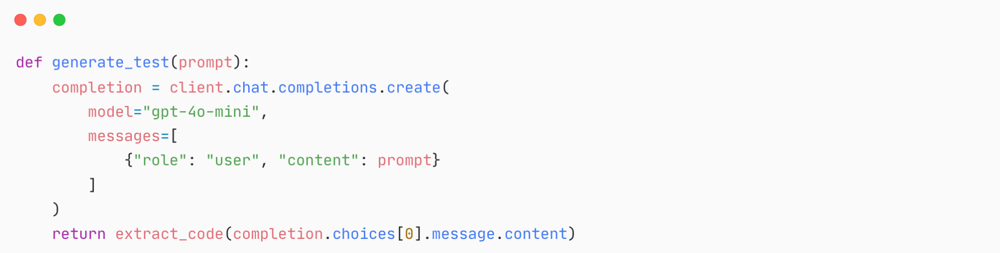 def generate_test(prompt):
    completion = client.chat.completions.create(
        model="gpt-4o-mini",
        messages=[
            {"role": "user", "content": prompt}
        ]
    )
    return extract_code(completion.choices[0].message.content)